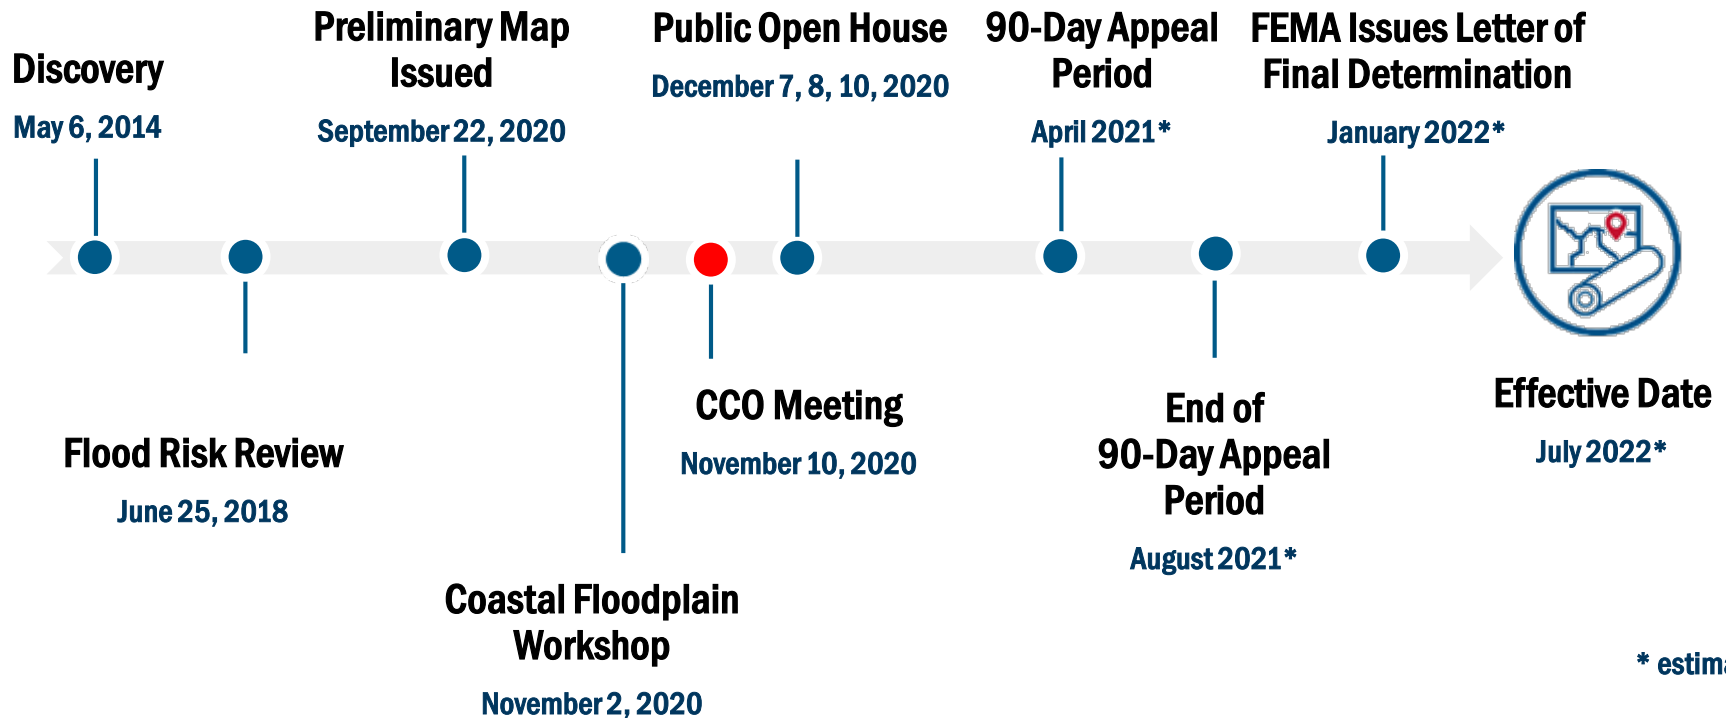 Discovery
May 6, 2014
Flood Risk Review
June 25, 2018
Preliminary Map
Issued
September 22, 2020
Coastal Floodplain
Workshop
November 2, 2020
CCO Meeting
November 10, 2020
Public Open House
December 7, 8, 10, 2020
90-Day Appeal
Period
April 2021*
End of
90-Day Appeal
Period
August 2021*
FEMA Issues Letter of
Final Determination
January 2022*
Effective Date
July 2022*
*